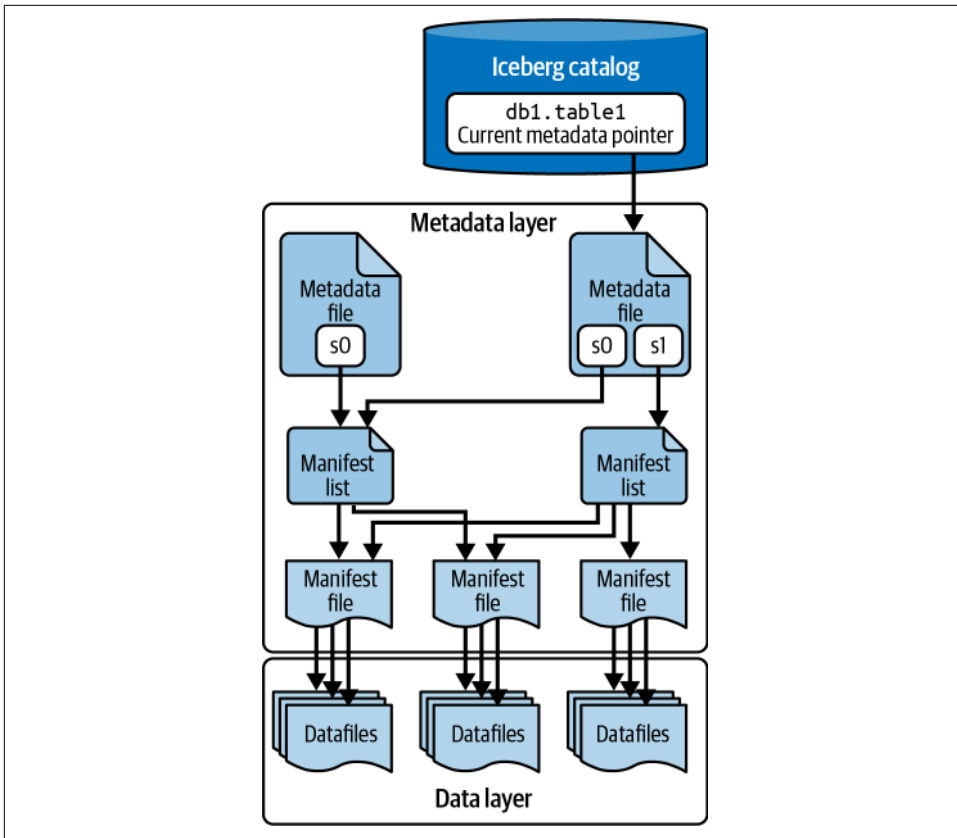 Iceberg catalog
db1.table1
Current metadata pointer
Metadata layer
Metadata
file
s0
Metadata
file
s0
s1
Manifest
list
Manifest
list
Manifest
file
Manifest
file
Manifest
file
Datafiles
Datafiles
Datafiles
Data layer